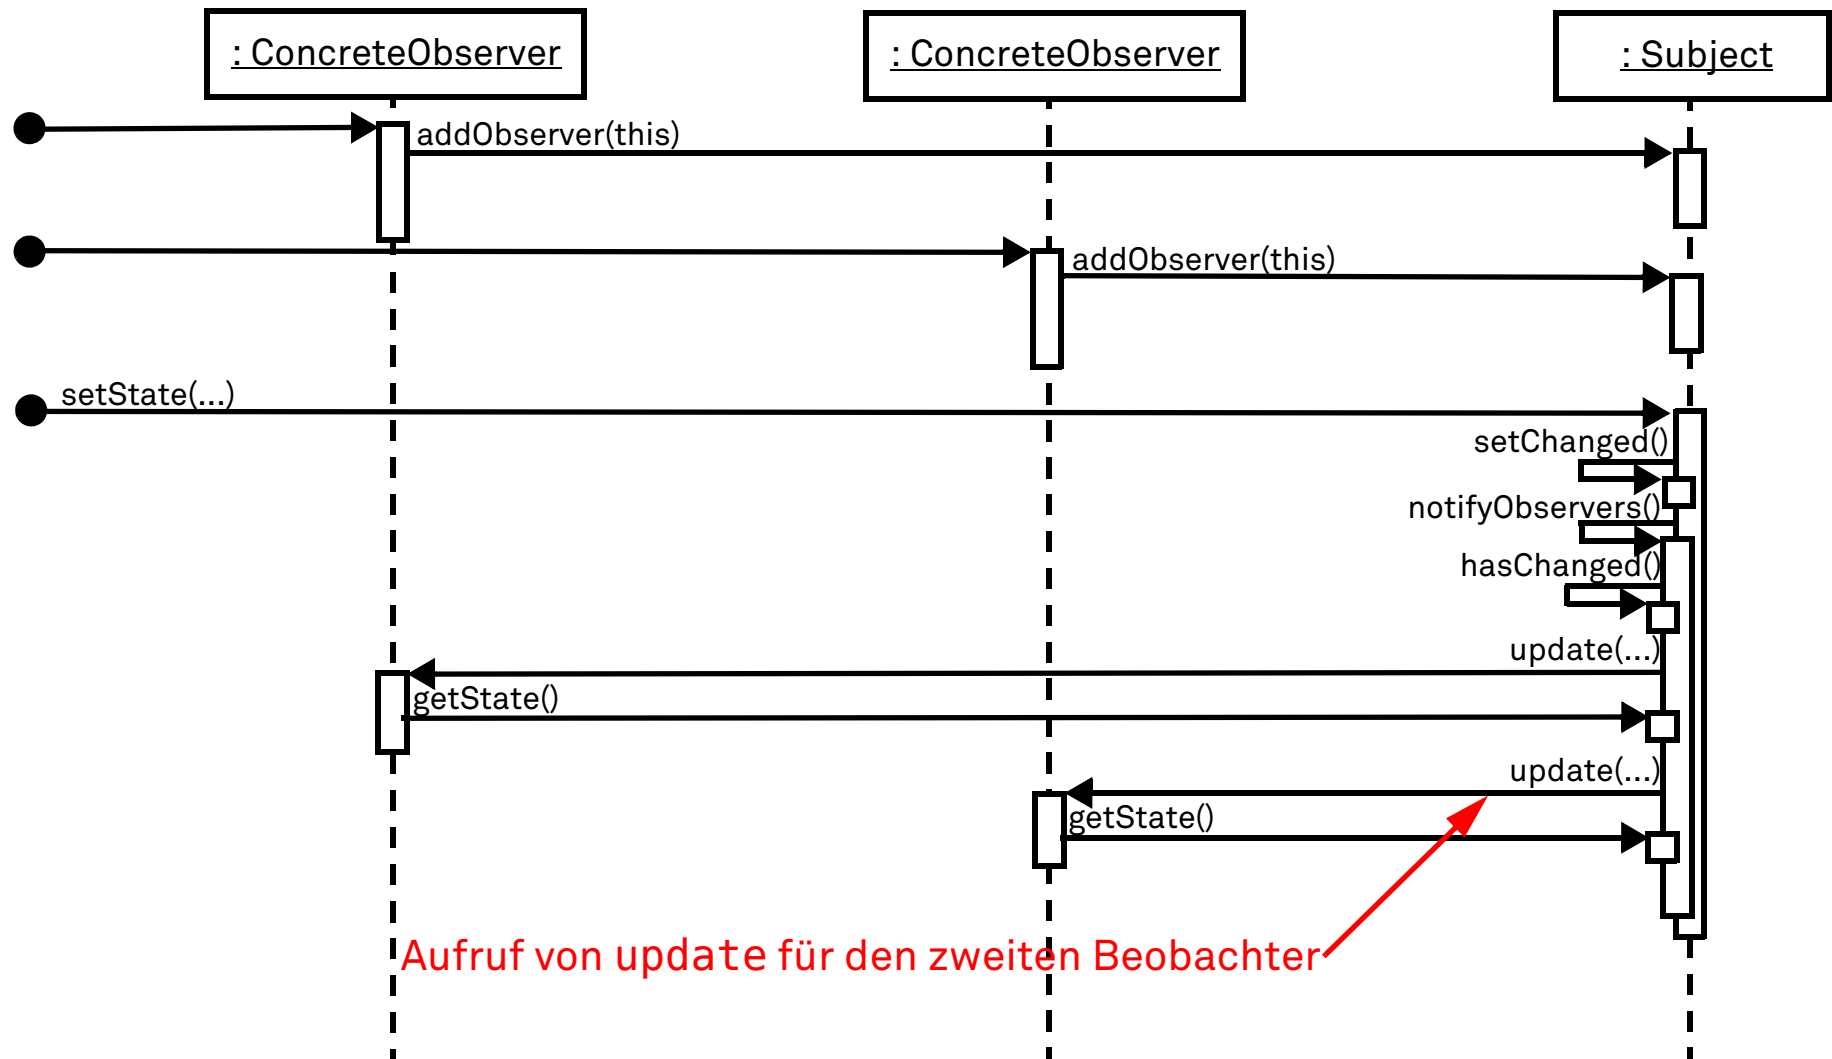 : ConcreteObserver
: ConcreteObserver
: Subject
addObserver(this)
addObserver(this)
setState(...)
setChanged()
notifyObservers()
hasChanged()
update(...)
getState()
update(...)
getState()
Aufruf von update für den zweiten Beobachter